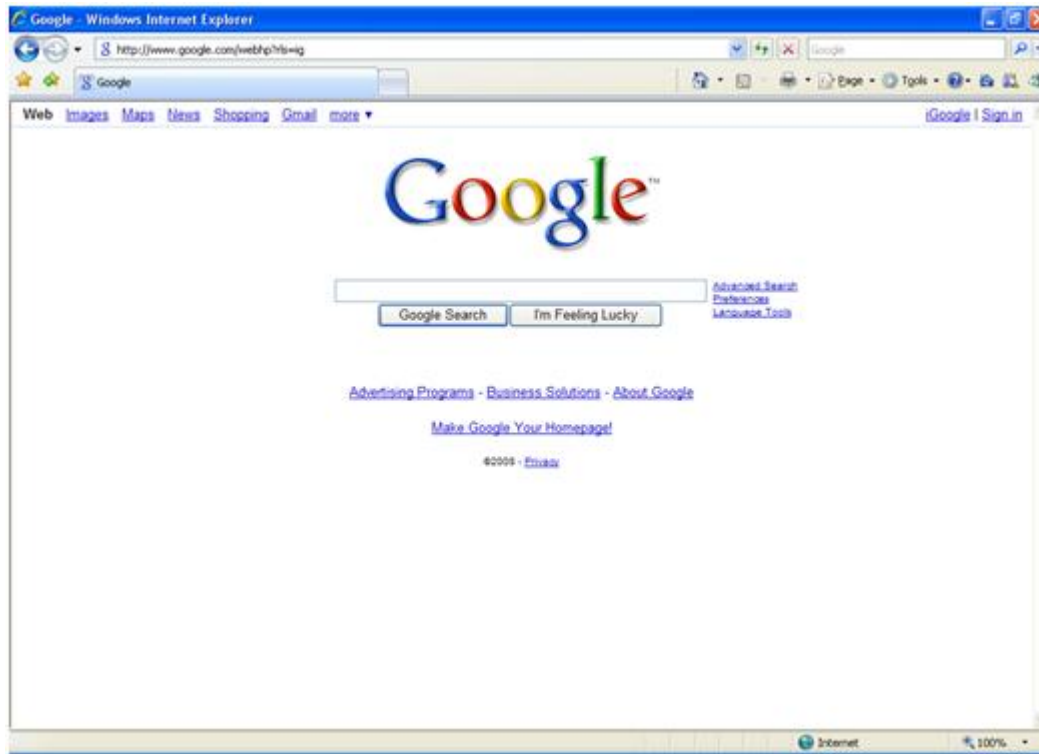 Google - Windows Internet Explorer
http://www.google.com/webhp?rls=ig
Google
Google
Page Tools
Web Images Maps News Shopping Gmail more ▼
iGoogle | Sign in
Google™
Advanced Search
Preferences
Google Search I'm Feeling Lucky
Language Tools
Advertising Programs - Business Solutions - About Google
Make Google Your Homepage!
Privacy
Internet 100%